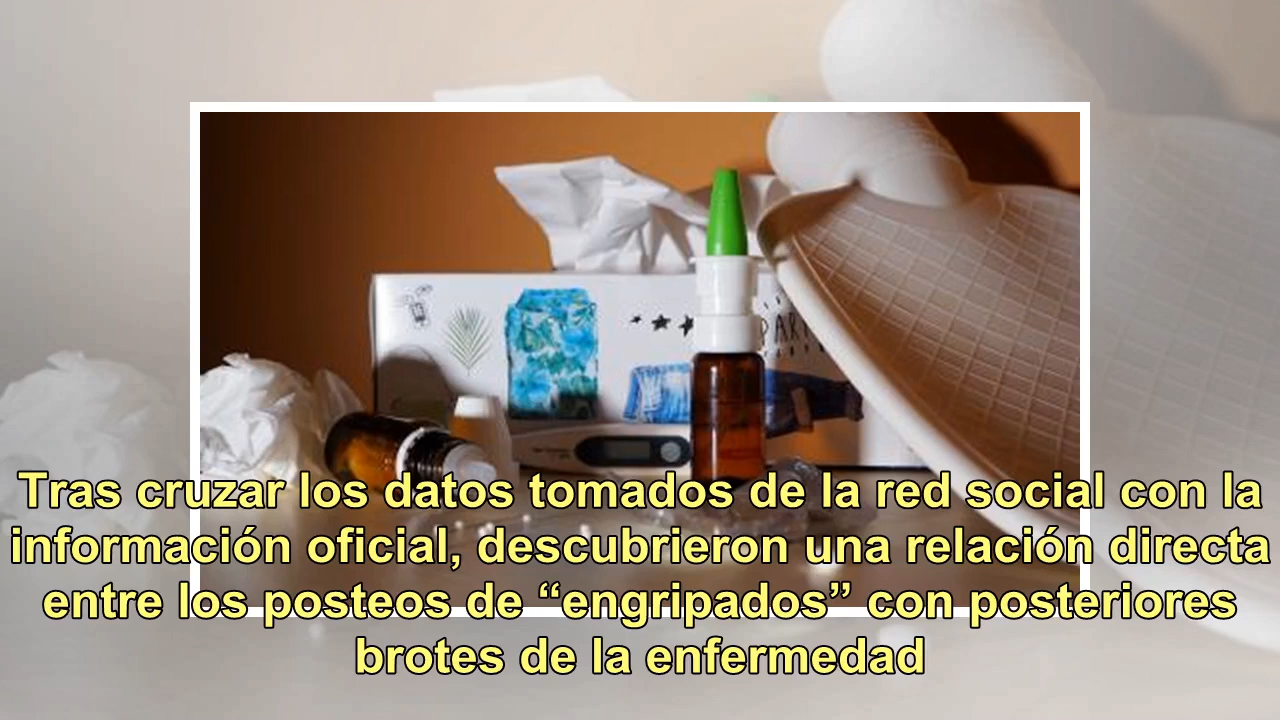 PAR
Tras cruzar los datos tomados de la red social con la
información oficial, descubrieron una relación directa
entre los posteos de “engripados” con posteriores
brotes de la enfermedad